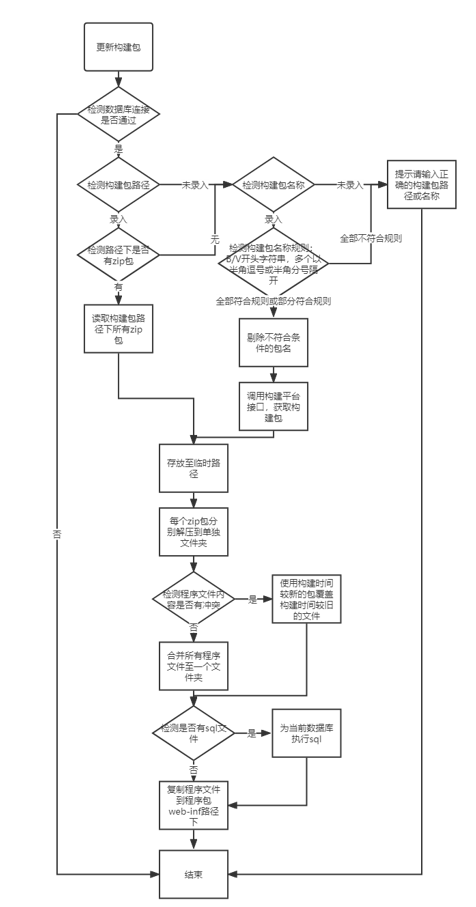 更新构建包
检测数据库连接
是否通过
是
检测构建包路径
未录入
检测构建包名称
未录入
提示请输入正
确的构建包路
径或名称
录入
录入
无
全部不符合规则
检测路径下是否
有zip包
检测构建包名称规则：
B/V开头字符串，多个以
半角逗号或半角分号隔
开
有
全部符合规则或部分符合规则
读取构建包路
径下所有zip
包
剔除不符合条
件的包名
调用构建平台
接口，获取构
建包
存放至临时路
径
每个zip包分
别解压到单独
文件夹
否
检测程序文件内
容是否有冲突
是
使用构建时间
较新的包覆盖
构建时间较旧
的文件
否
合并所有程序
文件至一个文
件夹
检测是否有sql文
件
是
为当前数据库
执行sql
否
复制程序文件
到程序包
web-inf路径
下
结束